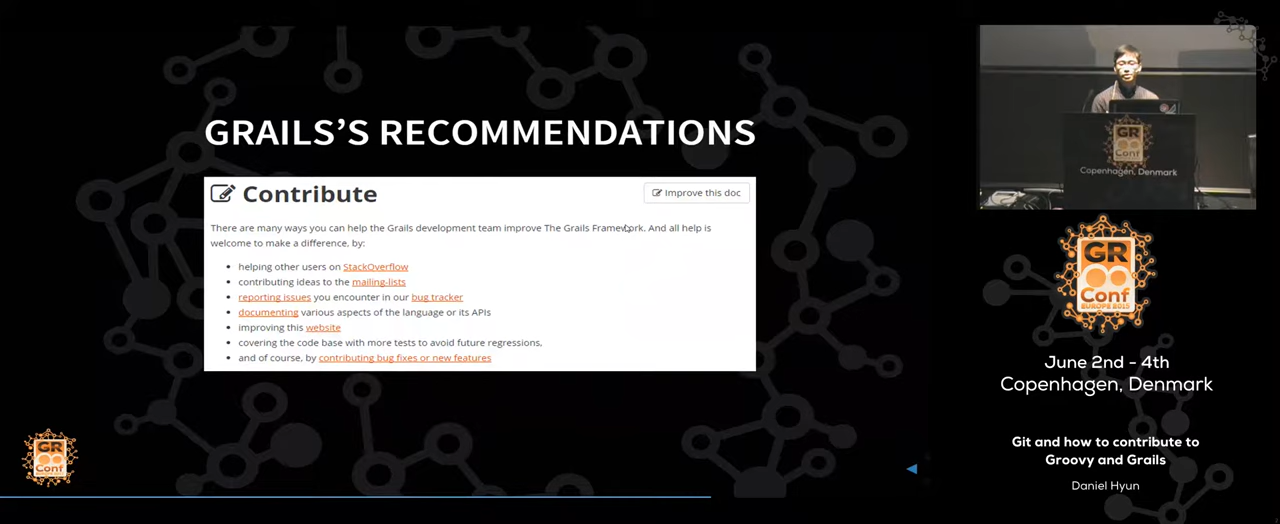 GRAILS'S RECOMMENDATIONS
Contribute
Improve this doc
There are many ways you can help the Grails development team improve The Grails Framework. And all help is
welcome to make a difference, by:
helping other users on StackOverflow
contributing ideas to the mailing-lists
reporting issues you encounter in our bug tracker
documenting various aspects of the language or its APIs
improving this website
covering the code base with more tests to avoid future regressions,
and of course, by contributing bug fixes or new features
GR
Conf
GR
Conf
Copenhagen, Denmark
GR
Conf
EUROPE 2015
June 2nd - 4th
Copenhagen, Denmark
Git and how to contribute to
Groovy and Grails
Daniel Hyun